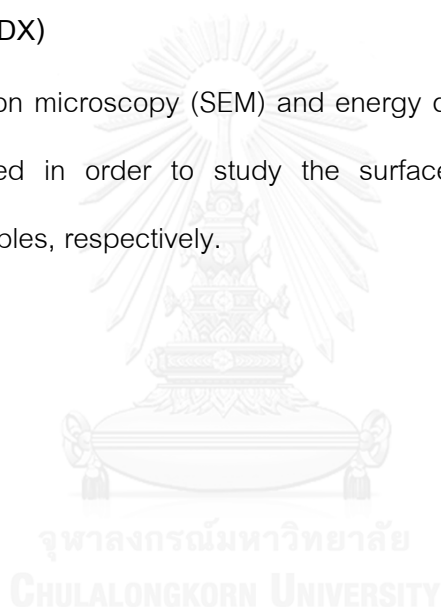 DX)
on microscopy (SEM) and energy
ed in order to study the surface
ples, respectively.
จุฬาลงกรณ์มหาวิทยาลัย
CHULALONGKORN UNIVERSITY